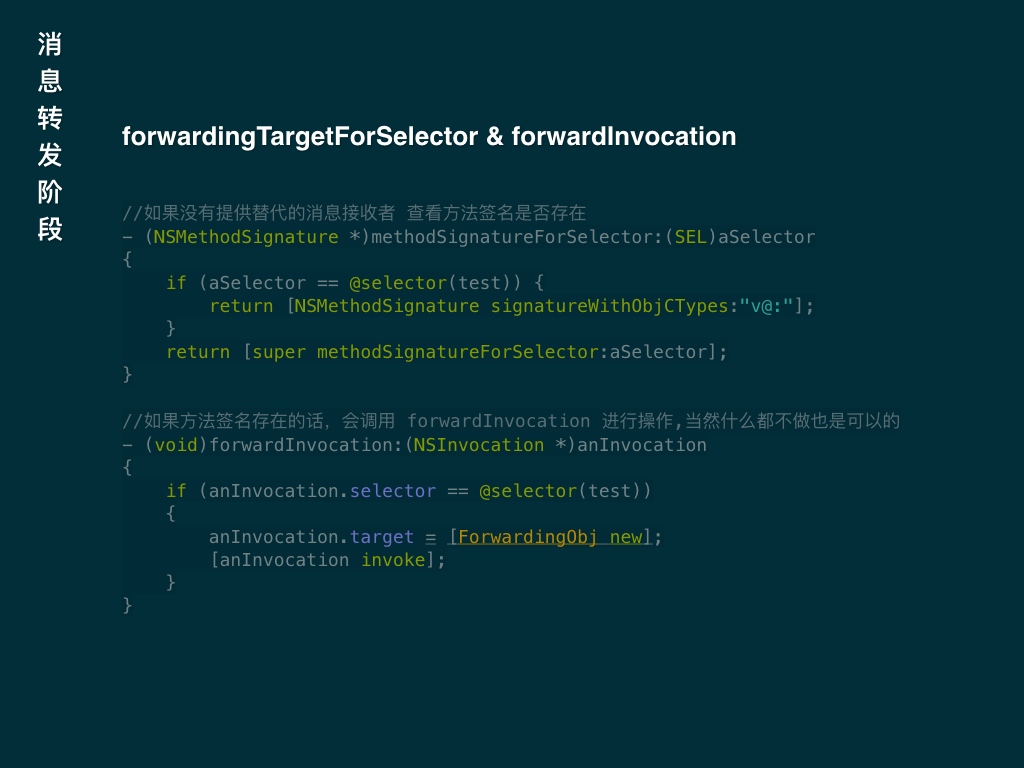 消息转发阶段
forwardingTargetForSelector & forwardInvocation
//如果没有提供替代的消息接收者 查看方法签名是否存在
- (NSMethodSignature *)methodSignatureForSelector:(SEL)aSelector
{
    if (aSelector == @selector(test)) {
        return [NSMethodSignature signatureWithObjCTypes:"v@:"];
    }
    return [super methodSignatureForSelector:aSelector];
}
//如果方法签名存在的话，会调用 forwardInvocation 进行操作,当然什么都不做也是可以的
- (void)forwardInvocation:(NSInvocation *)anInvocation
{
    if (anInvocation.selector == @selector(test))
    {
        anInvocation.target = [ForwardingObj new];
        [anInvocation invoke];
    }
}